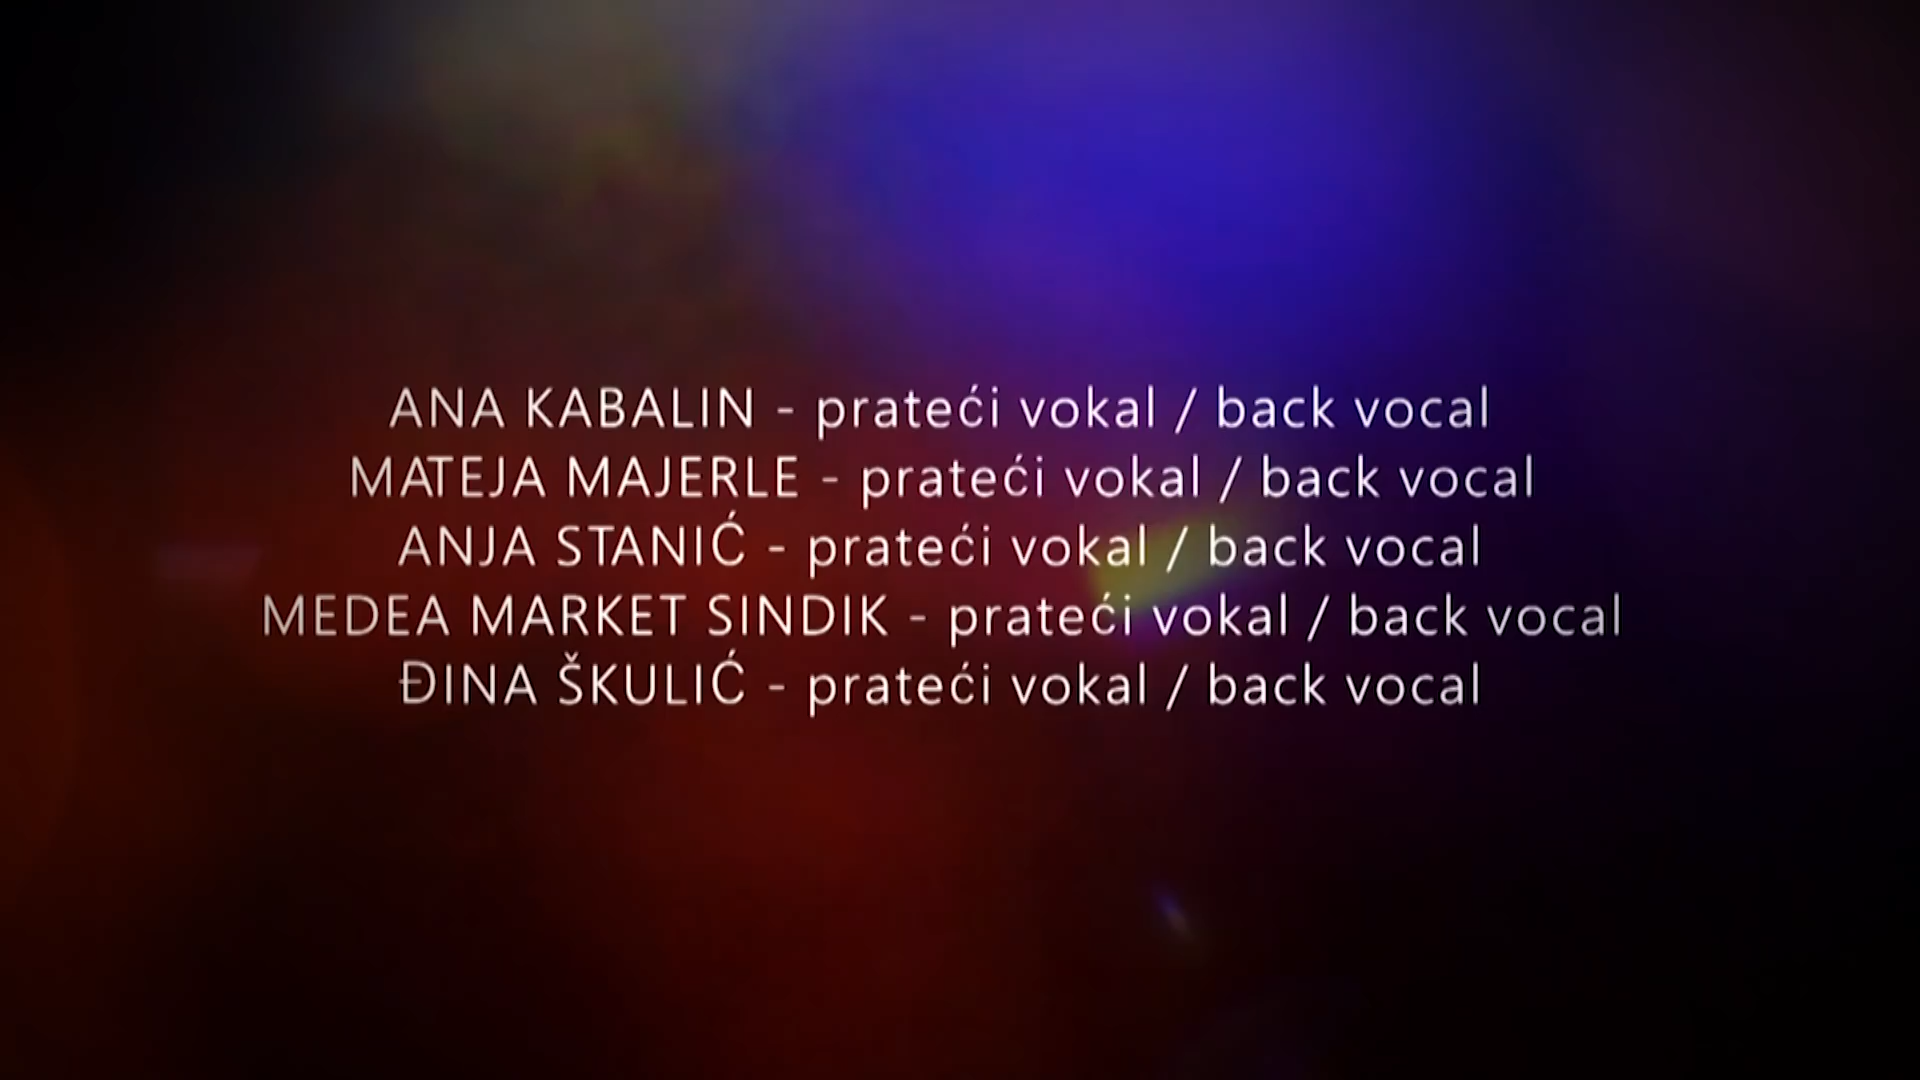 ANA KABALIN - prateći vokal / back vocal
MATEJA MAJERLE - prateći vokal / back vocal
ANJA STANIĆ - prateći vokal / back vocal
MEDEA MARKET SINDIK - prateći vokal / back vocal
ĐINA ŠKULIĆ - prateći vokal / back vocal